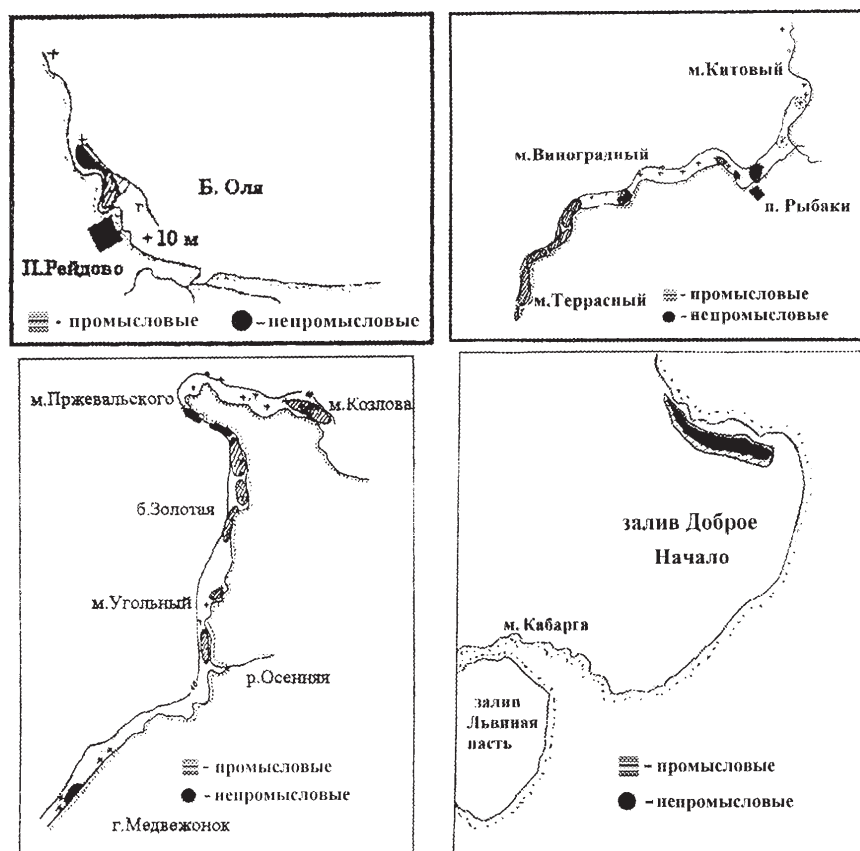 Б. Оля
+ 10 м
П.Рейдово
- промысловые
- непромысловые
м.Китовый
м.Виноградный
п. Рыбаки
м.Террасный
- промысловые
- непромысловые
м.Пржевальского
м.Козлова
б.Золотая
м.Угольный
р.Осенняя
- промысловые
- непромысловые
г.Медвежонок
залив Доброе
Начало
м. Кабарга
залив
Львиная
пасть
- промысловые
- непромысловые